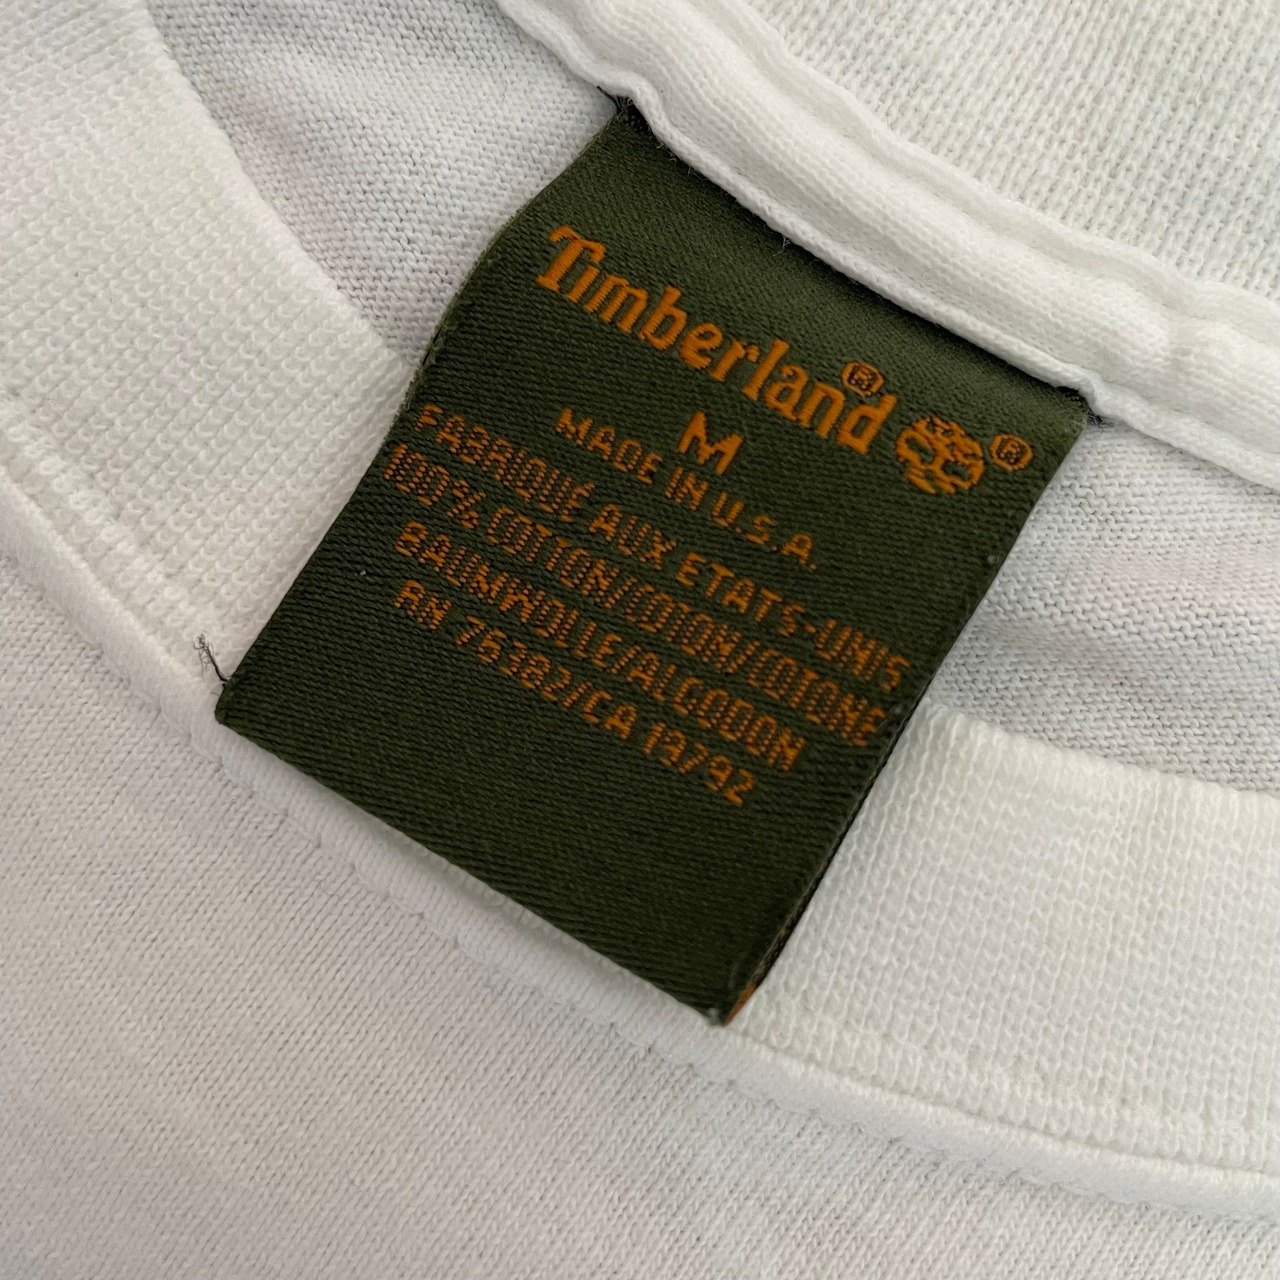 Timberland®
®
M
MADE IN U.S.A.
FABRIQUÉ AUX ETATS-UNIS
100% COTTON/COTON/COTONE
BAUMWOLLE/ALGODON
RN 76382/CA 19792